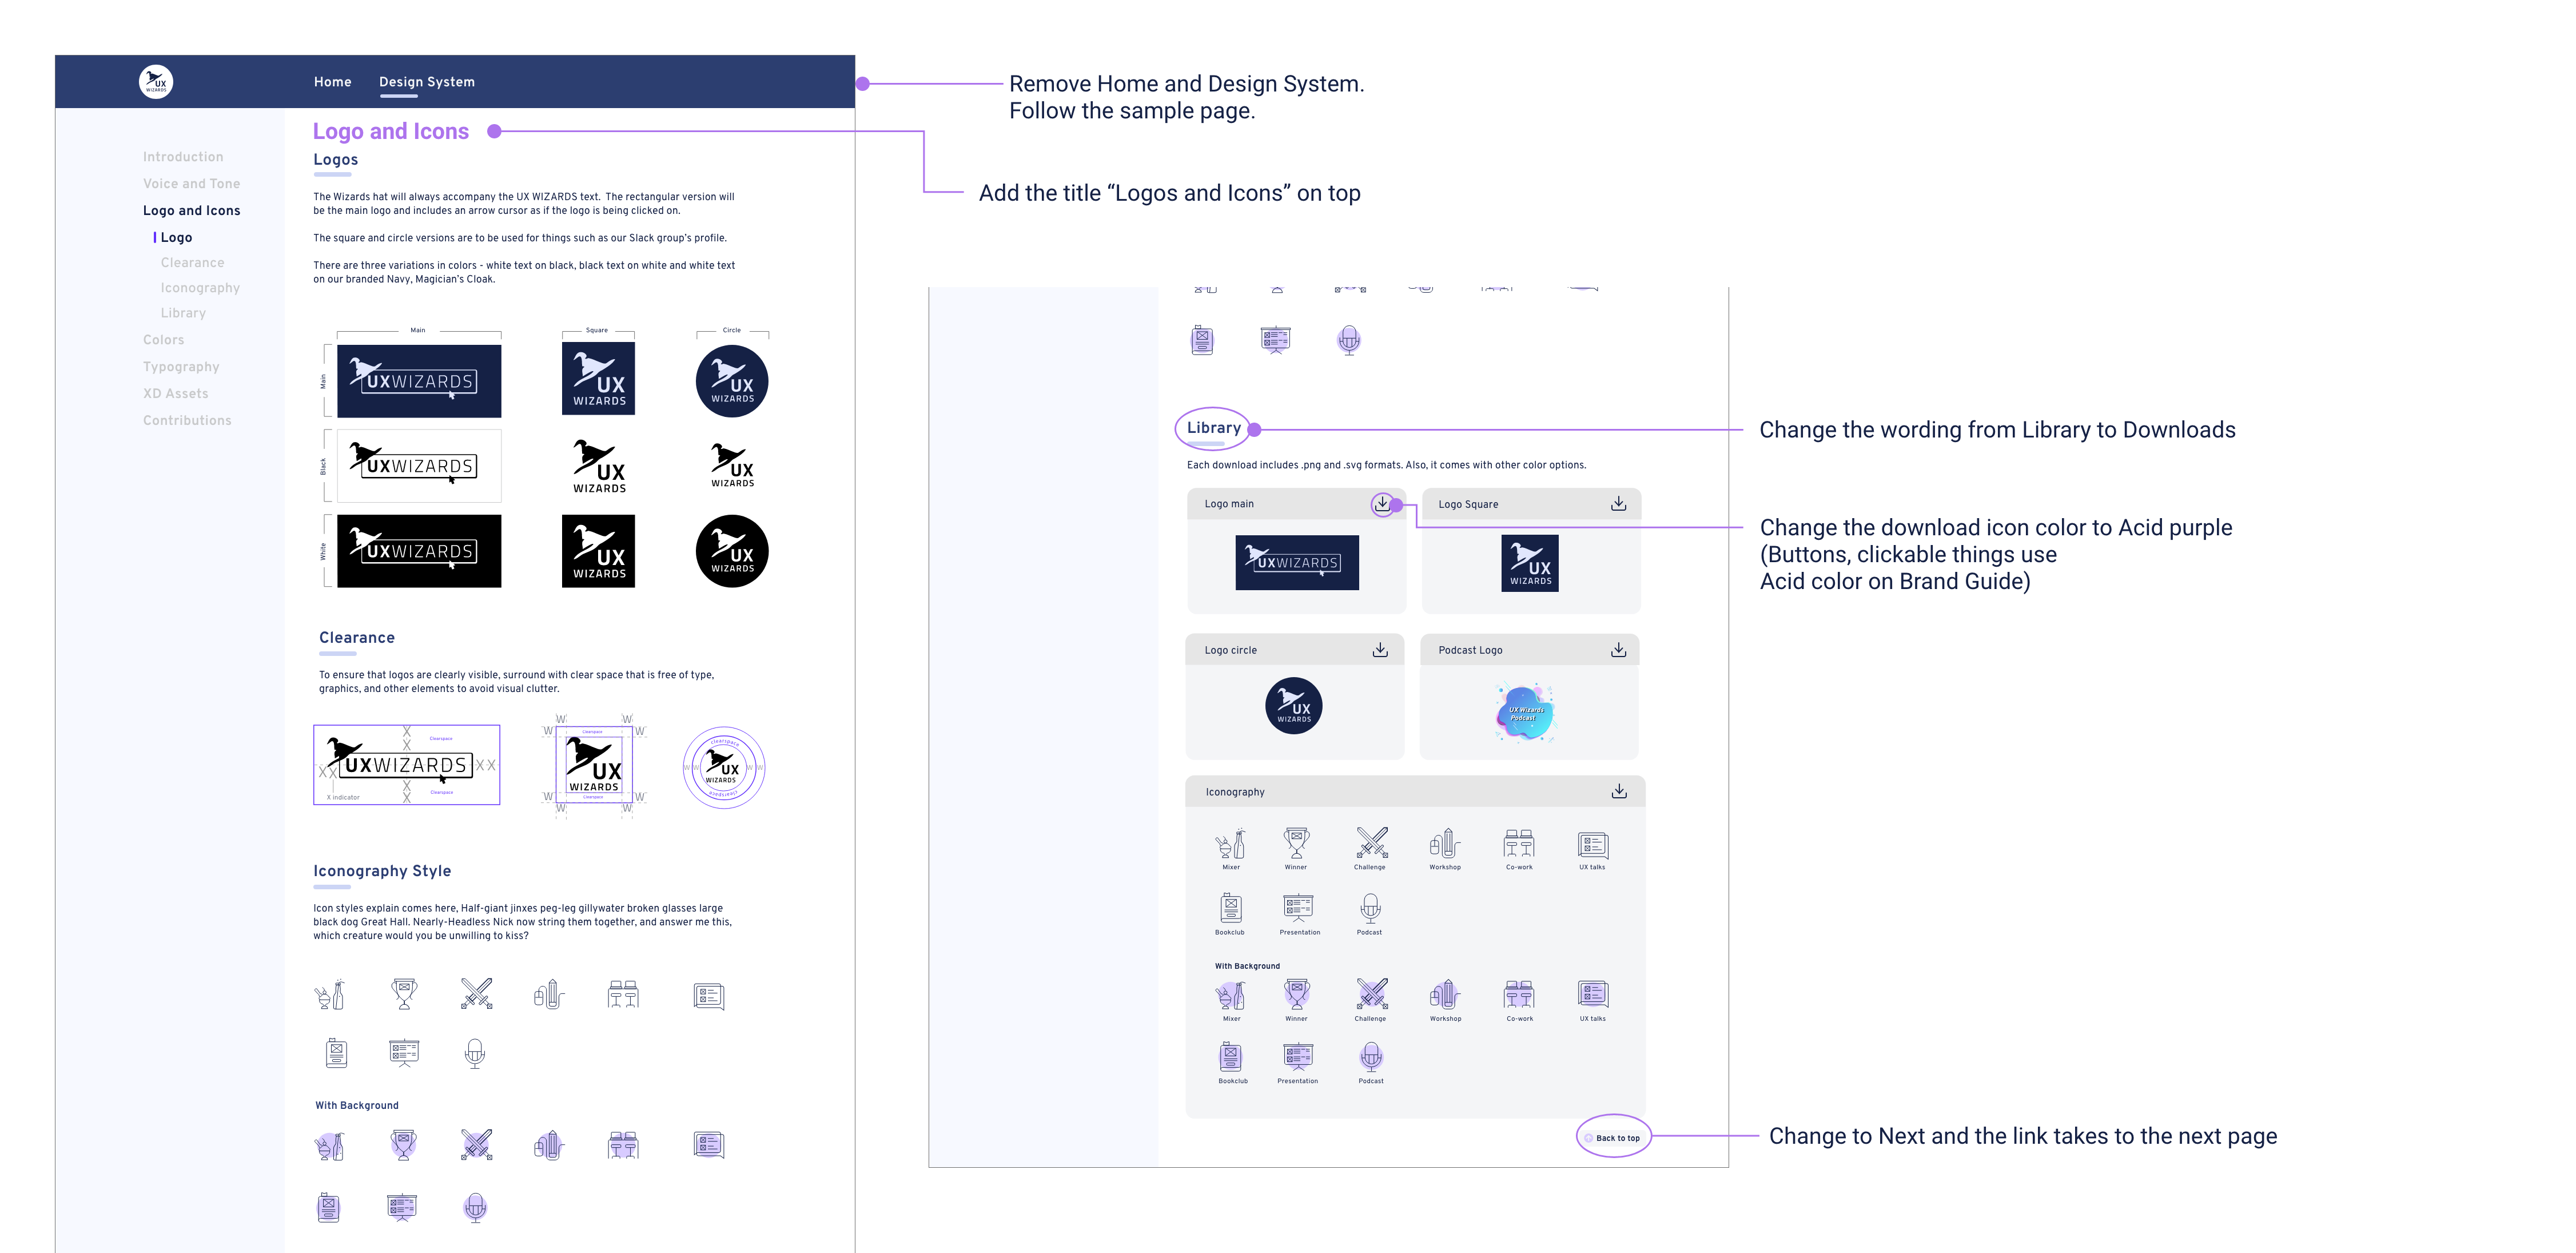 UX
WIZARDS
Home
Design System
Remove Home and Design System.
Follow the sample page.
Logo and Icons
Add the title “Logos and Icons” on top
Introduction
Voice and Tone
Logo and Icons
Logo
Clearance
Iconography
Library
Colors
Typography
XD Assets
Contributions
Logos
The Wizards hat will always accompany the UX WIZARDS text.  The rectangular version will
be the main logo and includes an arrow cursor as if the logo is being clicked on.
The square and circle versions are to be used for things such as our Slack group’s profile.
There are three variations in colors - white text on black, black text on white and white text
on our branded Navy, Magician’s Cloak.
Main
Square
Circle
Main
UXWIZARDS
UX
WIZARDS
UX
WIZARDS
Black
UXWIZARDS
UX
WIZARDS
UX
WIZARDS
White
UXWIZARDS
UX
WIZARDS
UX
WIZARDS
Clearance
To ensure that logos are clearly visible, surround with clear space that is free of type,
graphics, and other elements to avoid visual clutter.
X
X
Clearspace
UXWIZARDS
X X
X X
X
X
Clearspace
X indicator
W
W
W
Clearspace
W
UX
WIZARDS
W
Clearspace
W
W
W
clearspace
W W
UX
WIZARDS
W W
clearspace
Iconography Style
Icon styles explain comes here, Half-giant jinxes peg-leg gillywater broken glasses large
black dog Great Hall. Nearly-Headless Nick now string them together, and answer me this,
which creature would you be unwilling to kiss?
With Background
Library
Change the wording from Library to Downloads
Each download includes .png and .svg formats. Also, it comes with other color options.
Logo main
UXWIZARDS
Logo Square
UX
WIZARDS
Change the download icon color to Acid purple
(Buttons, clickable things use
Acid color on Brand Guide)
Logo circle
UX
WIZARDS
Podcast Logo
UX Wizards
Podcast
Iconography
Mixer
Winner
Challenge
Workshop
Co-work
UX talks
Bookclub
Presentation
Podcast
With Background
Mixer
Winner
Challenge
Workshop
Co-work
UX talks
Bookclub
Presentation
Podcast
Back to top
Change to Next and the link takes to the next page